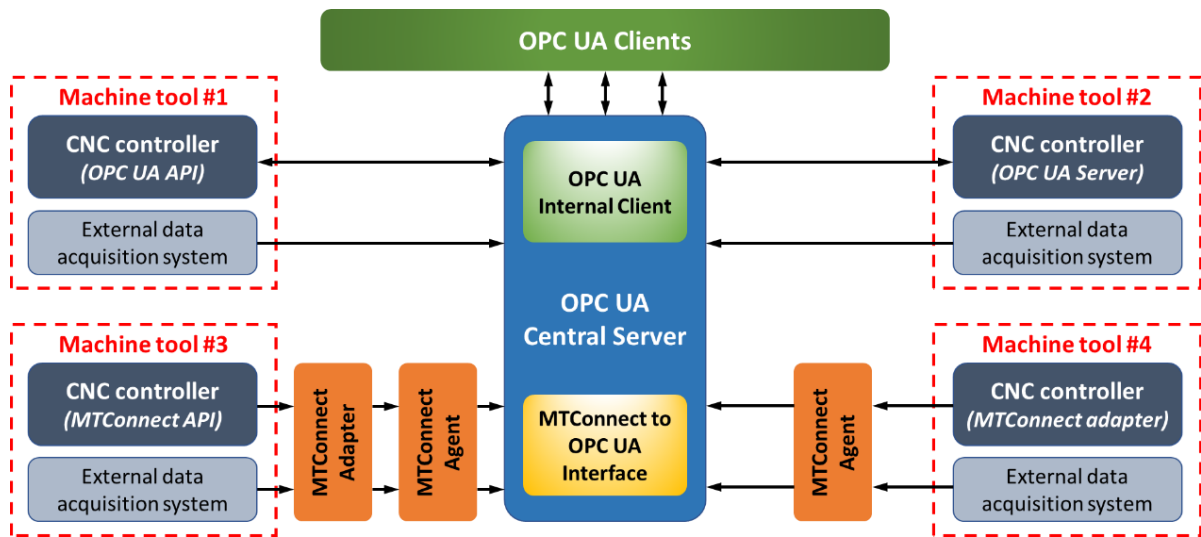 OPC UA Clients
Machine tool #1
CNC controller
(OPC UA API)
External data
acquisition system
Machine tool #2
CNC controller
(OPC UA Server)
External data
acquisition system
OPC UA
Internal Client
OPC UA
Central Server
MTConnect to
OPC UA
Interface
Machine tool #3
CNC controller
(MTConnect API)
External data
acquisition system
MTConnect
Adapter
MTConnect
Agent
MTConnect
Agent
Machine tool #4
CNC controller
(MTConnect adapter)
External data
acquisition system